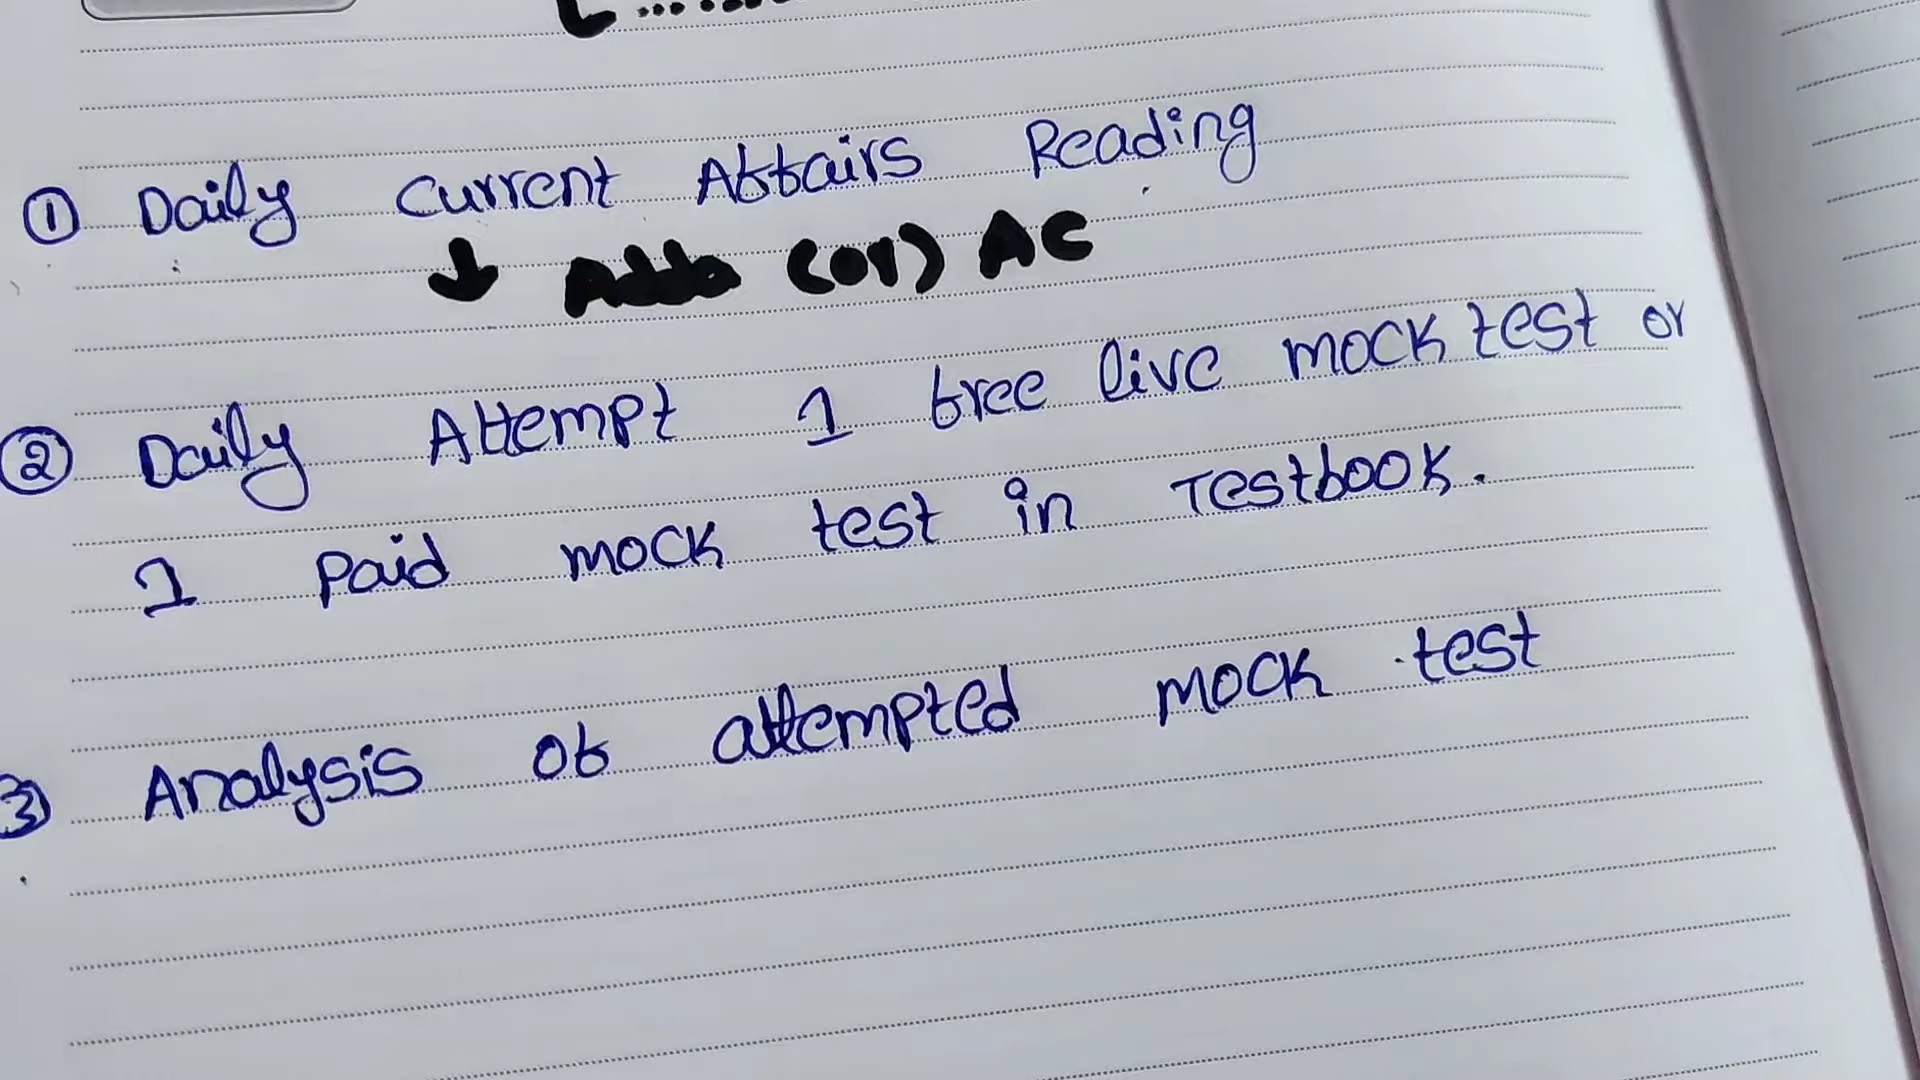 ① Daily Current Affairs Reading
↓ Adda (or) AC
② Daily Attempt 1 free live mock test or
1 Paid mock test in Testbook.
③ Analysis of attempted mock test